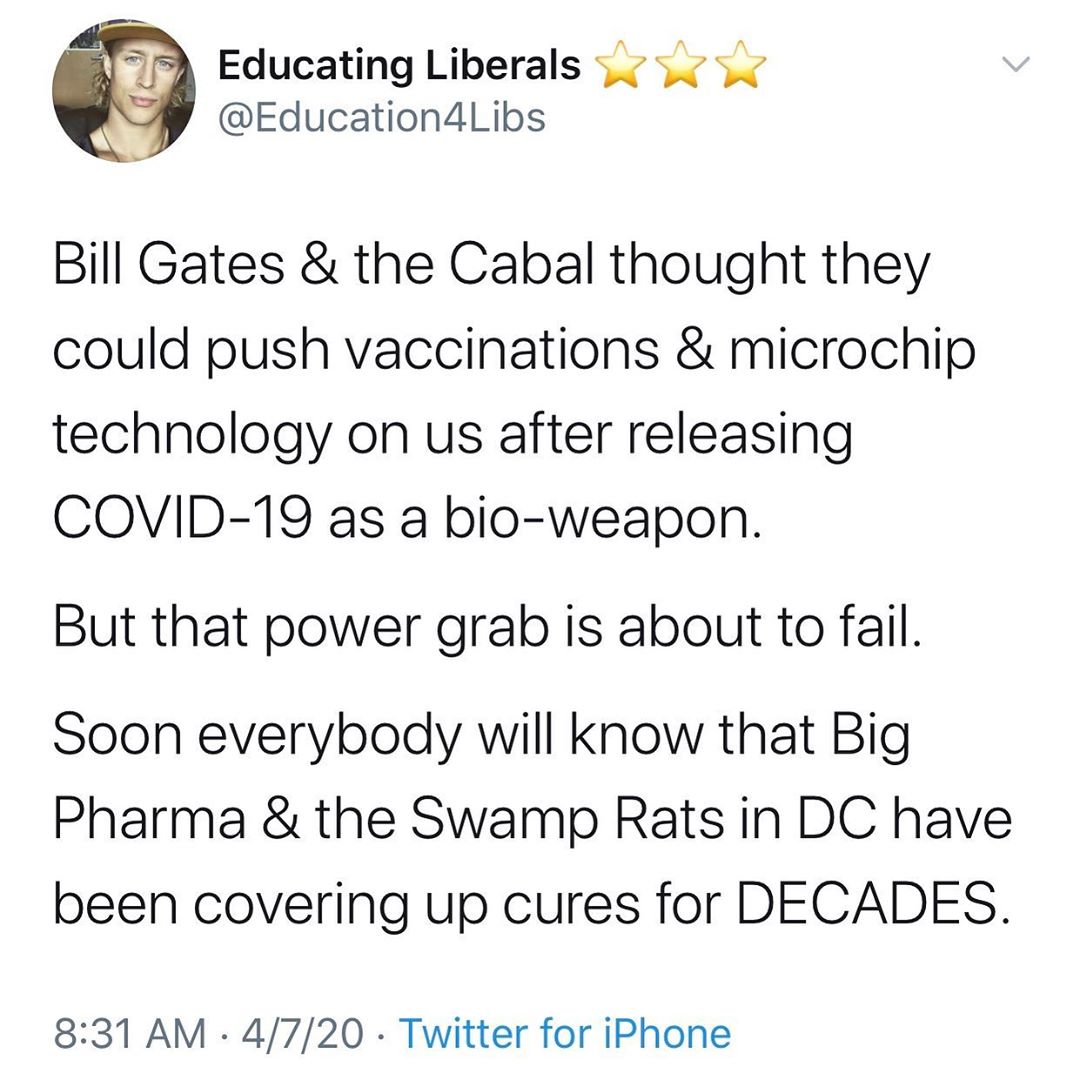 Educating Liberals ⭐⭐⭐
@Education4Libs
Bill Gates & the Cabal thought they
could push vaccinations & microchip
technology on us after releasing
COVID-19 as a bio-weapon.
But that power grab is about to fail.
Soon everybody will know that Big
Pharma & the Swamp Rats in DC have
been covering up cures for DECADES.
8:31 AM · 4/7/20 · Twitter for iPhone